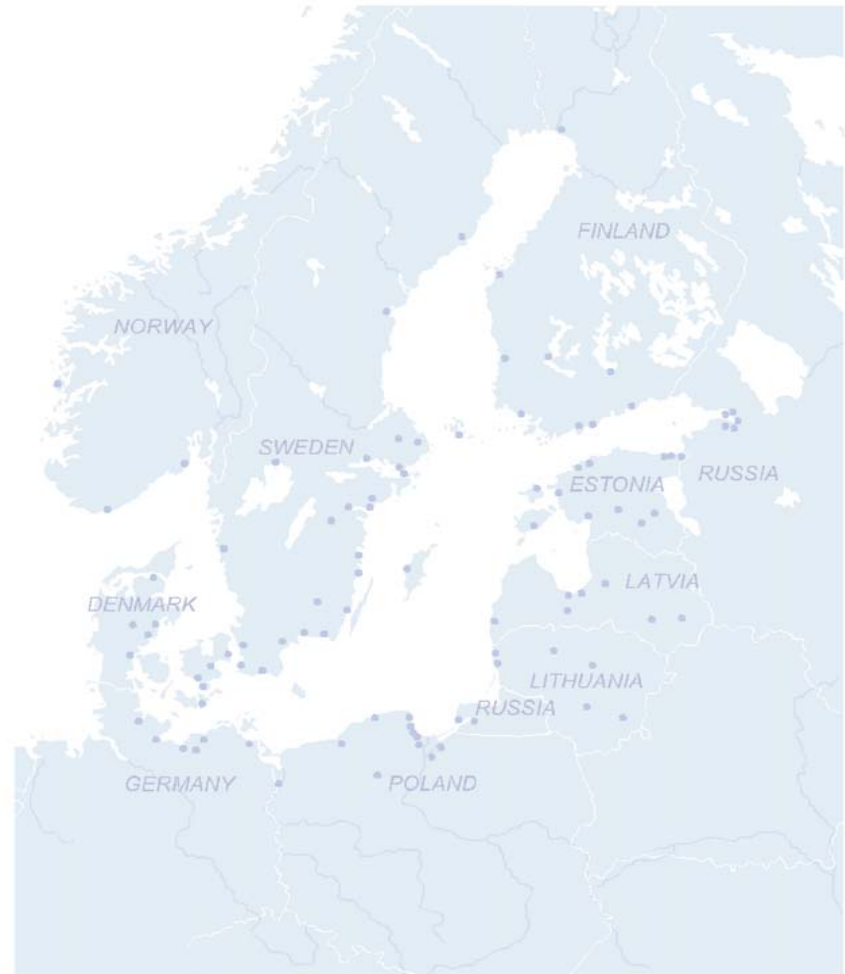 FINLAND
NORWAY
SWEDEN
RUSSIA
ESTONIA
LATVIA
DENMARK
LITHUANIA
RUSSIA
GERMANY
POLAND